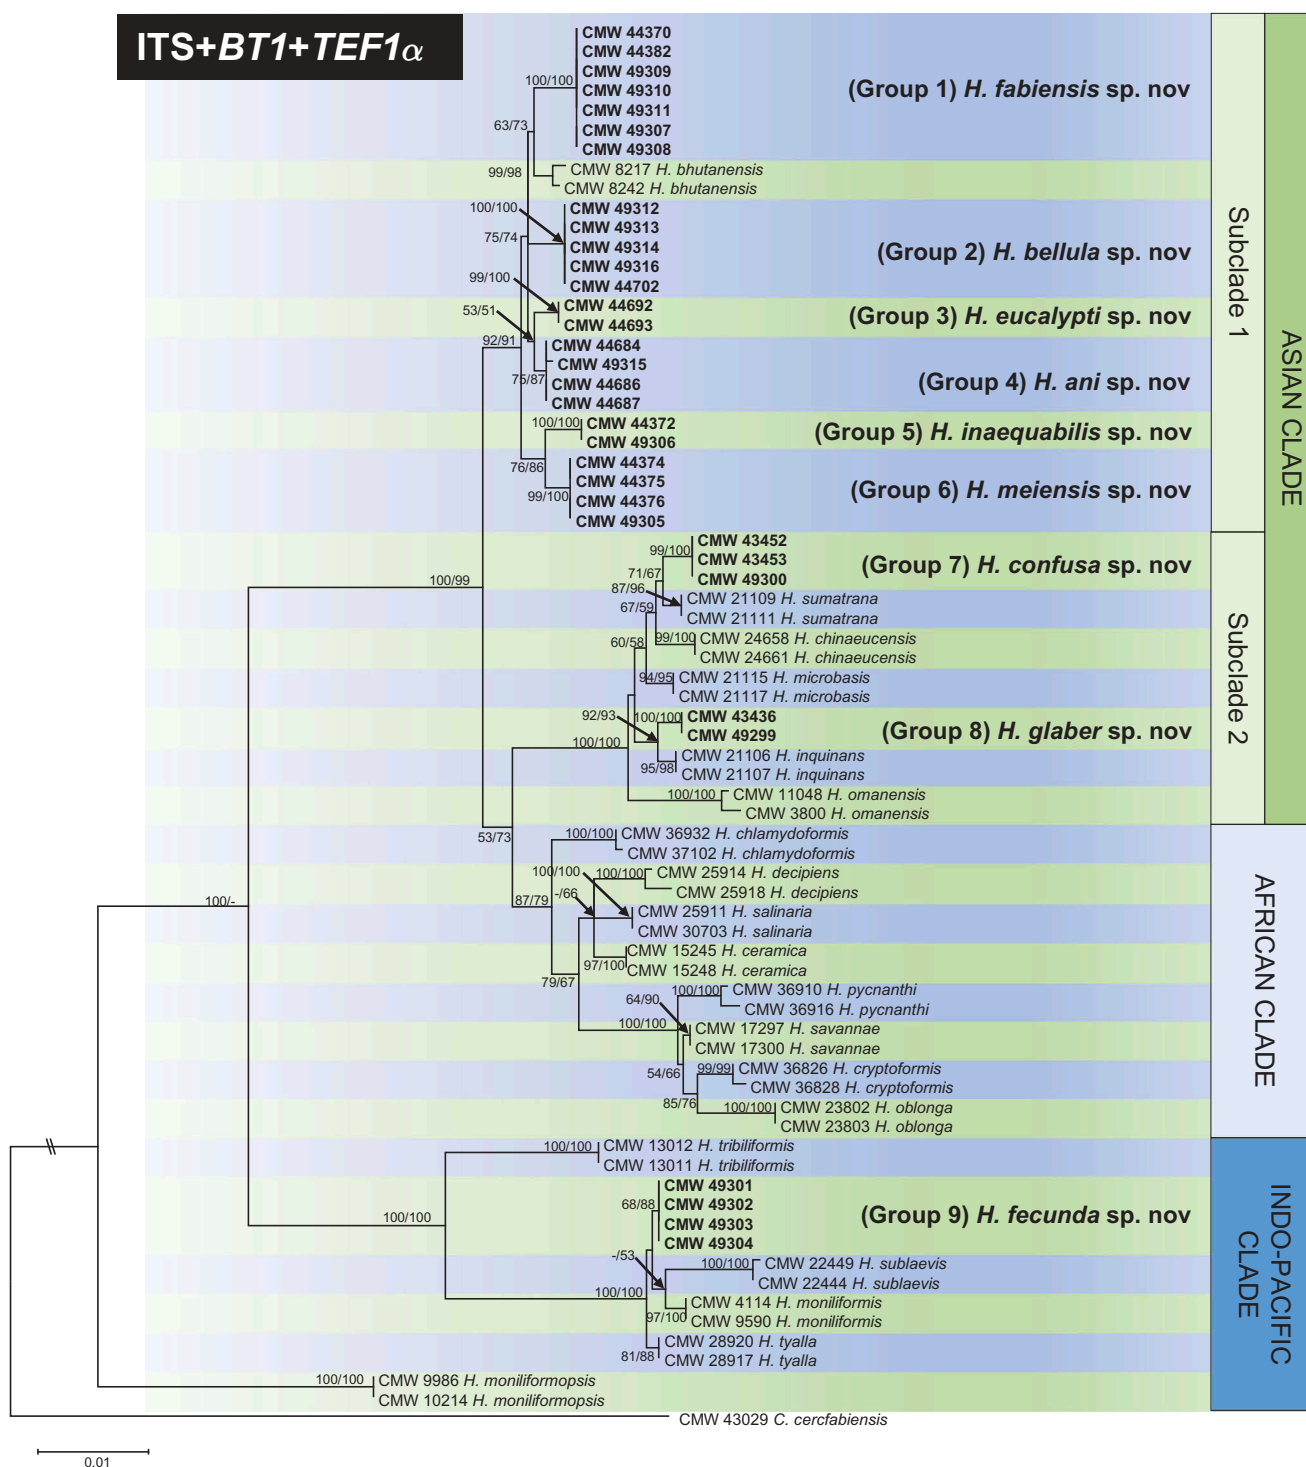 ITS+BT1+TEF1α
CMW 44370
CMW 44382
CMW 49309
CMW 49310
CMW 49311
CMW 49307
CMW 49308
100/100
(Group 1) H. fabiensis sp. nov
63/73
CMW 8217 H. bhutanensis
CMW 8242 H. bhutanensis
99/98
CMW 49312
CMW 49313
CMW 49314
CMW 49316
CMW 44702
100/100
75/74
(Group 2) H. bellula sp. nov
99/100
CMW 44692
CMW 44693
(Group 3) H. eucalypti sp. nov
53/51
92/91
CMW 44684
CMW 49315
CMW 44686
CMW 44687
75/87
(Group 4) H. ani sp. nov
100/100
CMW 44372
CMW 49306
(Group 5) H. inaequabilis sp. nov
76/86
CMW 44374
CMW 44375
CMW 44376
CMW 49305
99/100
(Group 6) H. meiensis sp. nov
Subclade 1
ASIAN CLADE
100/99
CMW 43452
CMW 43453
CMW 49300
99/100
(Group 7) H. confusa sp. nov
71/67
87/96
CMW 21109 H. sumatrana
CMW 21111 H. sumatrana
67/59
99/100
CMW 24658 H. chinaeucensis
CMW 24661 H. chinaeucensis
60/58
94/95
CMW 21115 H. microbasis
CMW 21117 H. microbasis
92/93
100/100
CMW 43436
CMW 49299
(Group 8) H. glaber sp. nov
100/100
95/98
CMW 21106 H. inquinans
CMW 21107 H. inquinans
100/100
CMW 11048 H. omanensis
CMW 3800 H. omanensis
Subclade 2
53/73
100/100
CMW 36932 H. chlamydoformis
CMW 37102 H. chlamydoformis
100/100
100/100
CMW 25914 H. decipiens
CMW 25918 H. decipiens
-/66
87/79
CMW 25911 H. salinaria
CMW 30703 H. salinaria
CMW 15245 H. ceramica
CMW 15248 H. ceramica
97/100
79/67
100/100
CMW 36910 H. pycnanthi
CMW 36916 H. pycnanthi
64/90
100/100
CMW 17297 H. savannae
CMW 17300 H. savannae
54/66
99/99
CMW 36826 H. cryptoformis
CMW 36828 H. cryptoformis
85/76
100/100
CMW 23802 H. oblonga
CMW 23803 H. oblonga
AFRICAN CLADE
100/-
100/100
CMW 13012 H. tribiliformis
CMW 13011 H. tribiliformis
100/100
CMW 49301
CMW 49302
CMW 49303
CMW 49304
68/88
(Group 9) H. fecunda sp. nov
-/53
100/100
CMW 22449 H. sublaevis
CMW 22444 H. sublaevis
100/100
CMW 4114 H. moniliformis
CMW 9590 H. moniliformis
97/100
CMW 28920 H. tyalla
CMW 28917 H. tyalla
81/88
INDO-PACIFIC
CLADE
100/100
CMW 9986 H. moniliformopsis
CMW 10214 H. moniliformopsis
CMW 43029 C. cercfabiensis
0.01